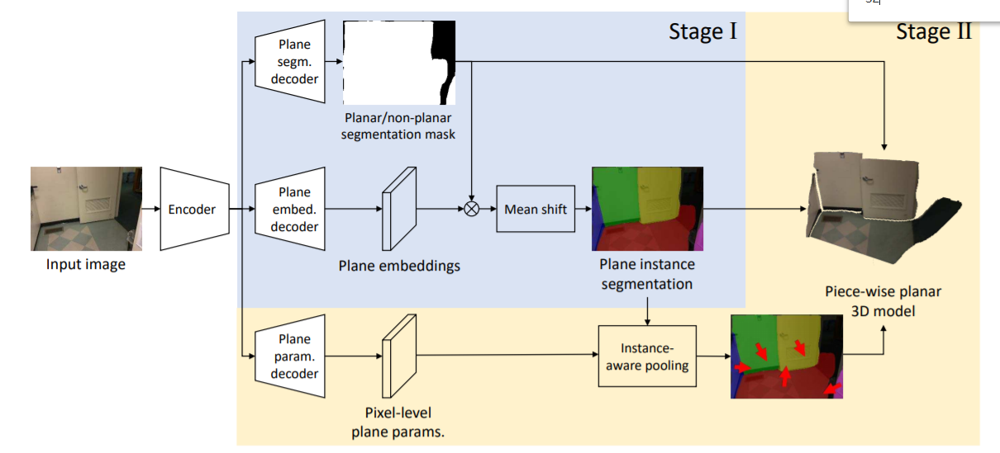 Stage I
Stage II
Plane
segm.
decoder
Planar/non-planar
segmentation mask
Input image
Encoder
Plane
embed.
decoder
Plane embeddings
Mean shift
Plane instance
segmentation
Piece-wise planar
3D model
Plane
param.
decoder
Pixel-level
plane params.
Instance-
aware pooling